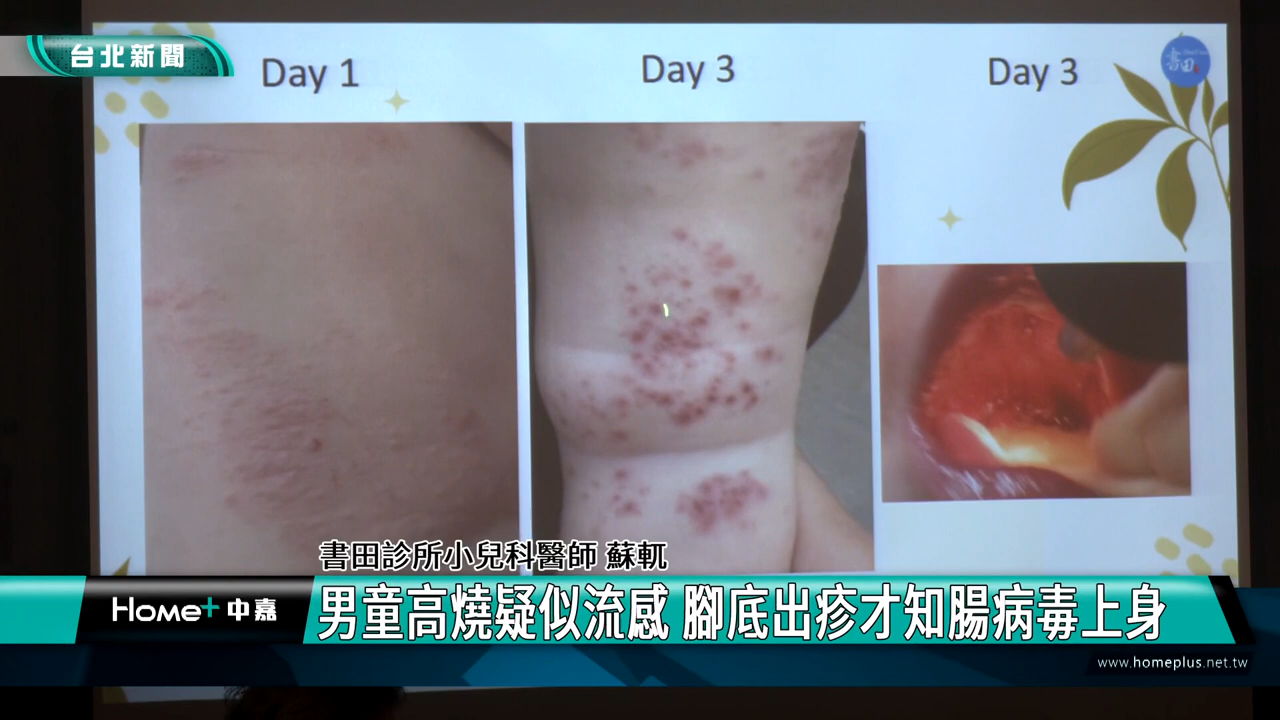 台北新聞
Day 1
Day 3
Day 3
書田
書田診所小兒科醫師 蘇軏
Home+ 中嘉
男童高燒疑似流感 腳底出疹才知腸病毒上身
www.homeplus.net.tw